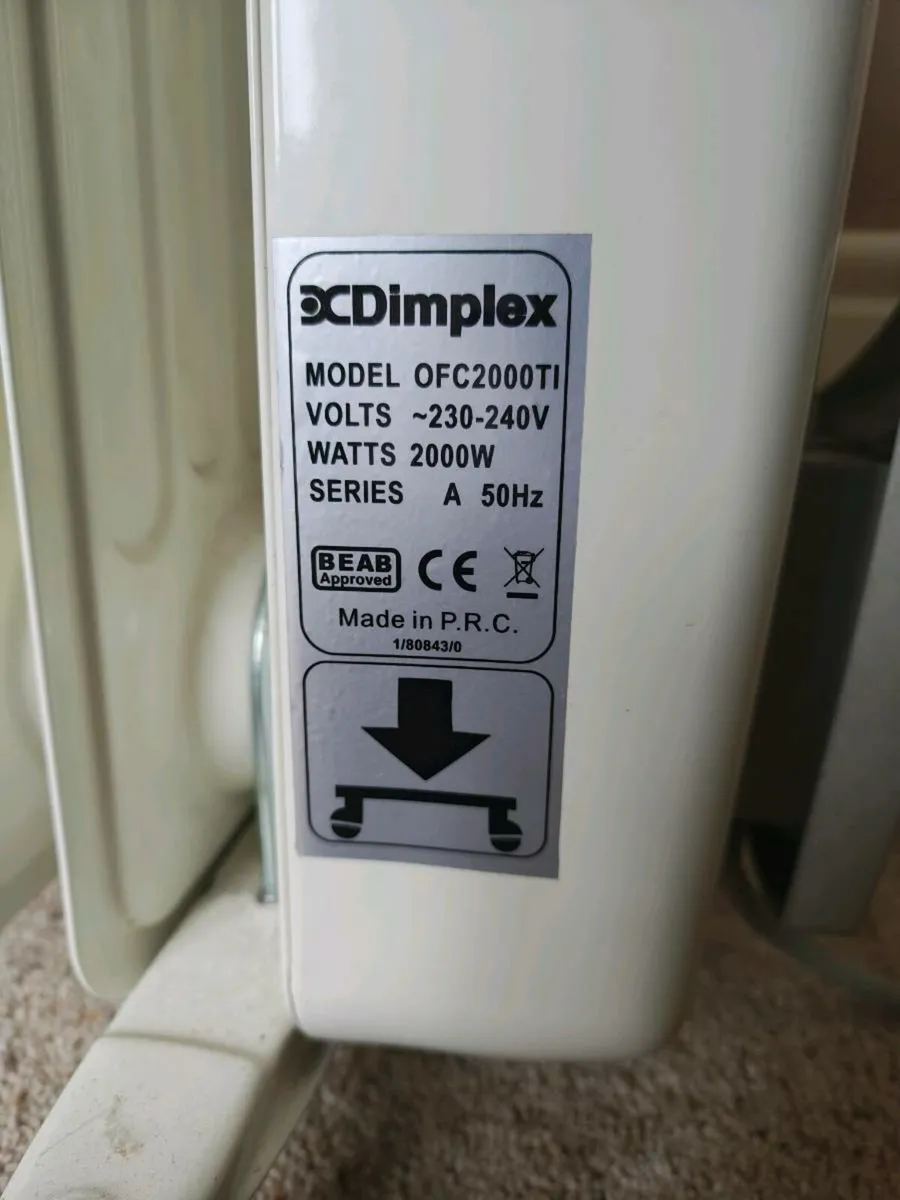 Dimplex
MODEL OFC2000TI
VOLTS ~230-240V
WATTS 2000W
SERIES A 50Hz
BEAB
Approved
CE
Made in P.R.C.
1/80843/0